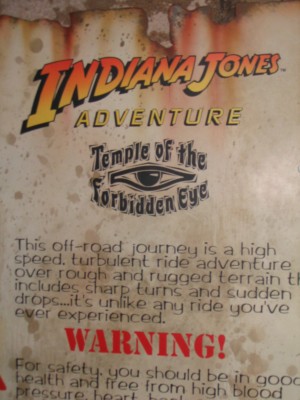 INDIANA JONES
ADVENTURE
Temple of the
Forbidden Eye
This off-road journey is a high
speed, turbulent ride adventure
over rough and rugged terrain
includes sharp turns and sudden
drops...it's unlike any ride you've
ever experienced.
WARNING!
For safety, you should be in good
health and free from high blood
pressure, heart,